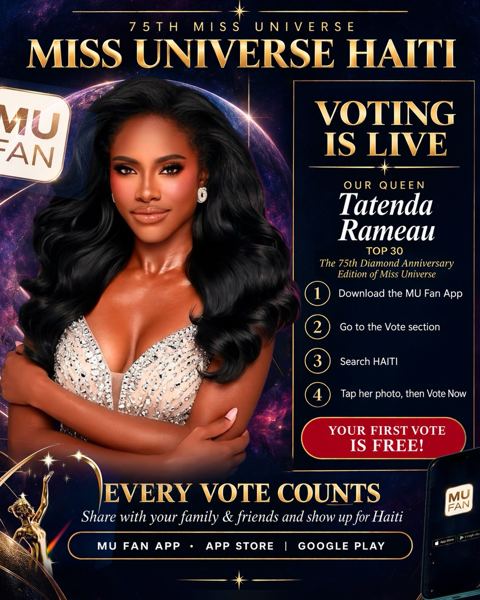 75TH MISS UNIVERSE
MISS UNIVERSE HAITI
MU
FAN
VOTING
IS LIVE
OUR QUEEN
Tatenda
Rameau
TOP 30
The 75th Diamond Anniversary
Edition of Miss Universe
1 Download the MU Fan App
2 Go to the Vote section
3 Search HAITI
4 Tap her photo, then Vote Now
YOUR FIRST VOTE
IS FREE!
EVERY VOTE COUNTS
Share with your family & friends and show up for Haiti
MU FAN APP • APP STORE | GOOGLE PLAY
MU
FAN